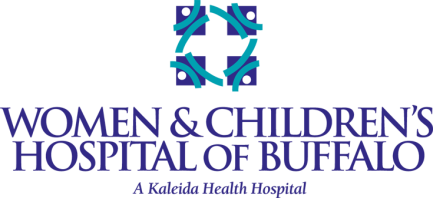 WOMEN & CHILDREN'S
HOSPITAL OF BUFFALO
A Kaleida Health Hospital